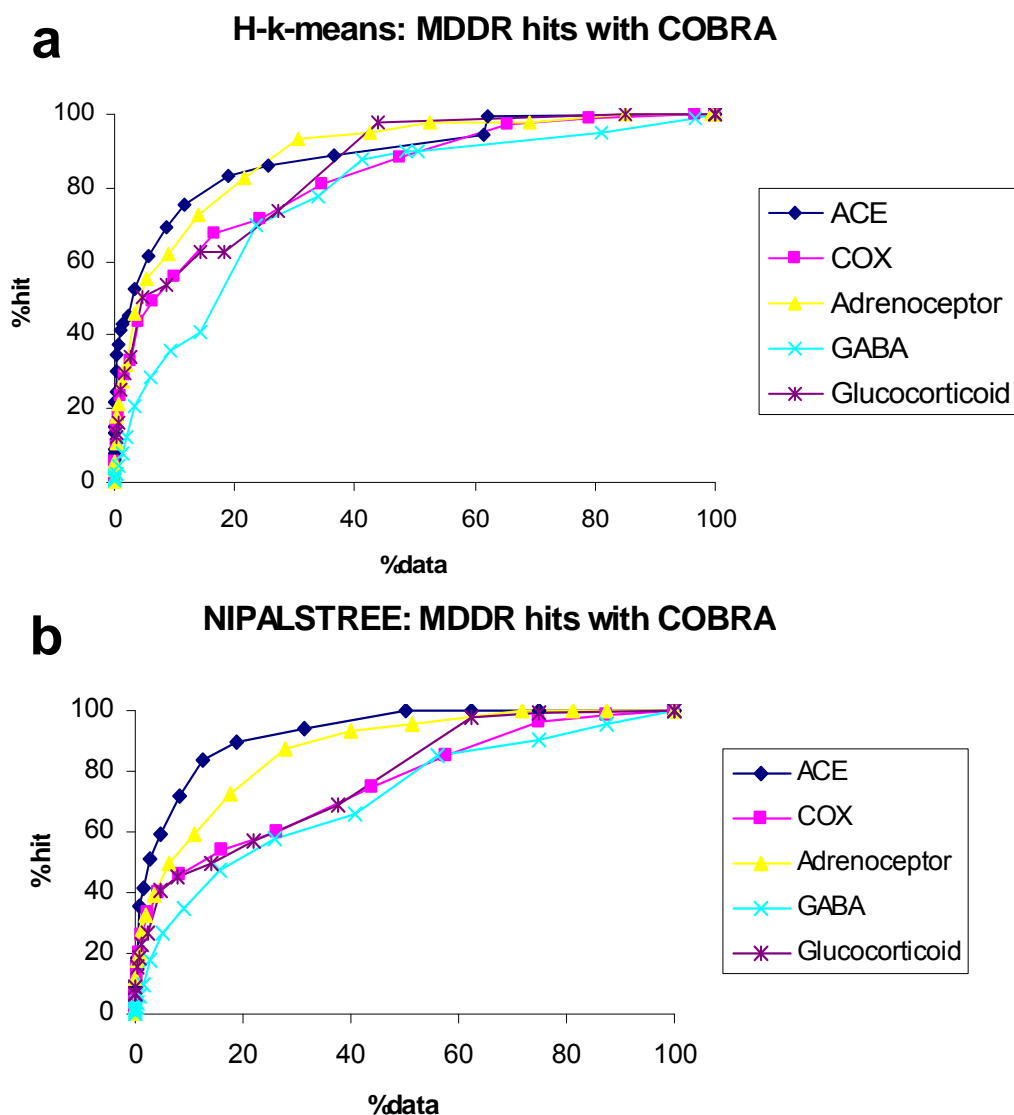 a
H-k-means: MDDR hits with COBRA
100
80
60
40
20
0
%hit
0 20 40 60 80 100
%data
ACE
COX
Adrenoceptor
GABA
Glucocorticoid
b
NIPALSTREE: MDDR hits with COBRA
100
80
60
40
20
0
%hit
0 20 40 60 80 100
%data
ACE
COX
Adrenoceptor
GABA
Glucocorticoid